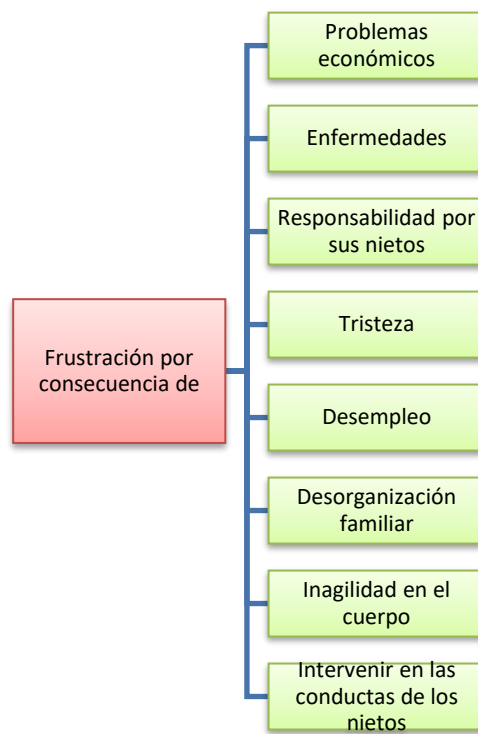 Frustración por
consecuencia de
Problemas
económicos
Enfermedades
Responsabilidad por
sus nietos
Tristeza
Desempleo
Desorganización
familiar
Inagilidad en el
cuerpo
Intervenir en las
conductas de los
nietos